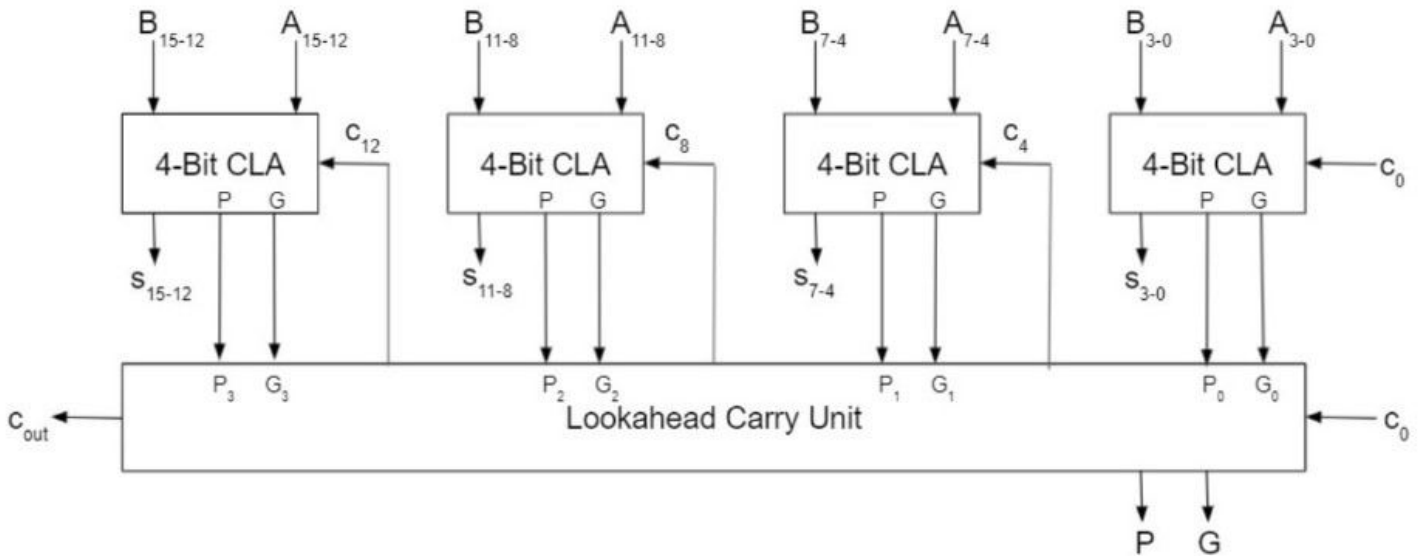 B15-12 A15-12 B11-8 A11-8 B7-4 A7-4 B3-0 A3-0
c12 c8 c4
4-Bit CLA 4-Bit CLA 4-Bit CLA 4-Bit CLA c0
P G P G P G P G
s15-12 s11-8 s7-4 s3-0
P3 G3 P2 G2 P1 G1 P0 G0
cout Lookahead Carry Unit c0
P G